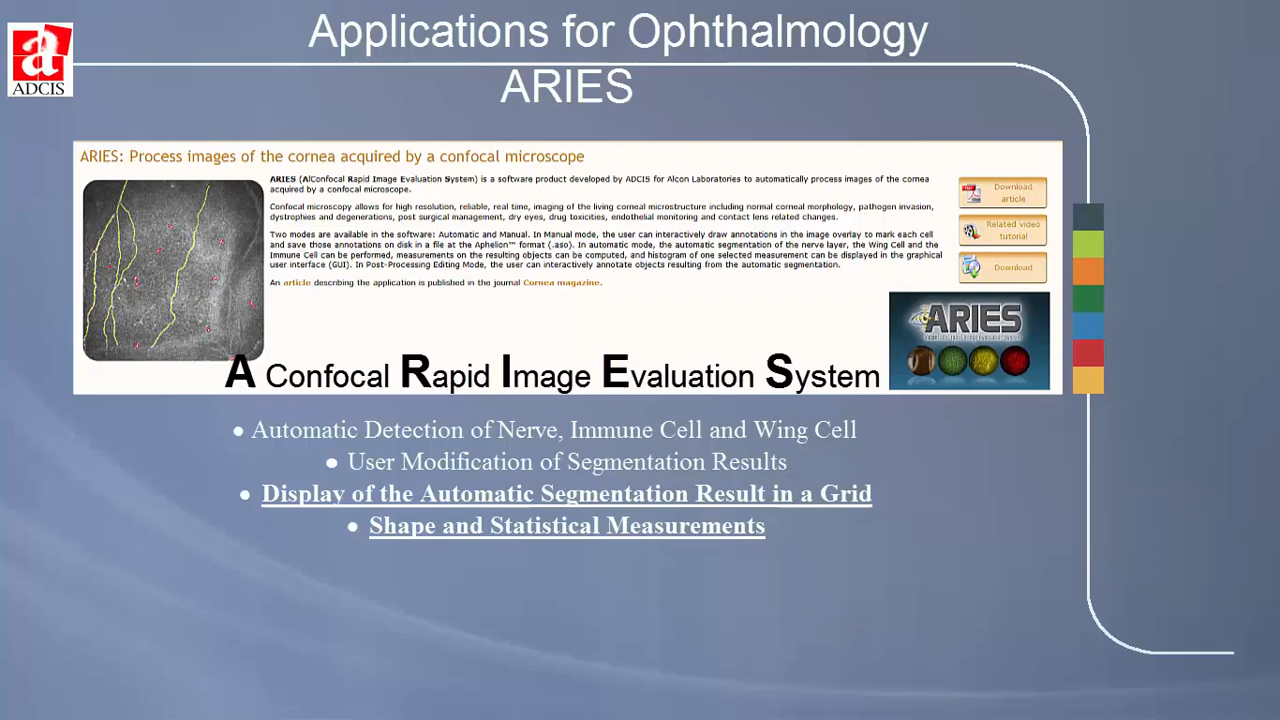 Applications for Ophthalmology
ARIES
ADCIS
ARIES: Process images of the cornea acquired by a confocal microscope
ARIES (AlConfocal Rapid Image Evaluation System) is a software product developed by ADCIS for Alcon Laboratories to automatically process images of the cornea
acquired by a confocal microscope.
Confocal microscopy allows for high resolution, reliable, real time, imaging of the living corneal microstructure including normal corneal morphology, pathogen invasion,
dystrophies and degenerations, post surgical management, dry eyes, drug toxicities, endothelial monitoring and contact lens related changes.
Two modes are available in the software: Automatic and Manual. In Manual mode, the user can interactively draw annotations in the image overlay to mark each cell
and save those annotations on disk in a file at the Aphelion™ format (.aso). In automatic mode, the automatic segmentation of the nerve layer, the Wing Cell and the
Immune Cell can be performed, measurements on the resulting objects can be computed, and histogram of one selected measurement can be displayed in the graphical
user interface (GUI). In Post-Processing Editing Mode, the user can interactively annotate objects resulting from the automatic segmentation.
An article describing the application is published in the journal Cornea magazine.
Download
article
Related video
tutorial
Download
ARIES
A Confocal Rapid Image Evaluation System
• Automatic Detection of Nerve, Immune Cell and Wing Cell
• User Modification of Segmentation Results
• Display of the Automatic Segmentation Result in a Grid
• Shape and Statistical Measurements